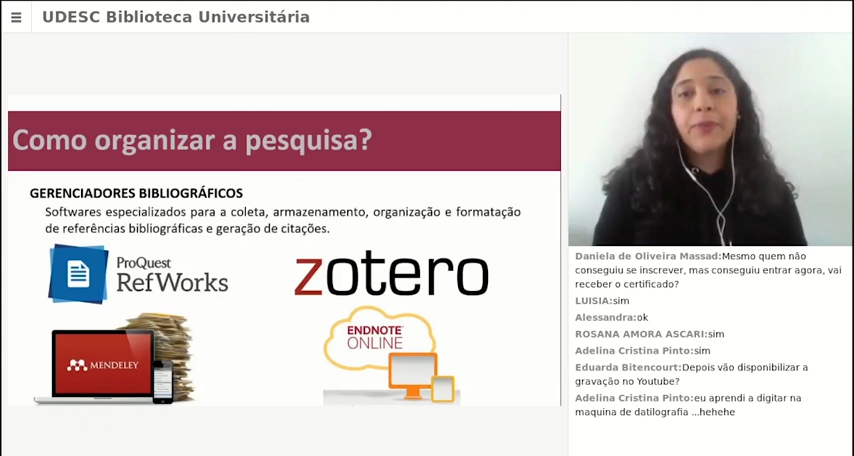 UDESC Biblioteca Universitária
Como organizar a pesquisa?
GERENCIADORES BIBLIOGRÁFICOS
Softwares especializados para a coleta, armazenamento, organização e formatação
de referências bibliográficas e geração de citações.
ProQuest
RefWorks
zotero
MENDELEY
ENDNOTE
ONLINE
Daniela de Oliveira Massad:Mesmo quem não
conseguiu se inscrever, mas conseguiu entrar agora, vai
receber o certificado?
LUISIA:sim
Alessandra:ok
ROSANA AMORA ASCARI:sim
Adelina Cristina Pinto:sim
Eduarda Bitencourt:Depois vão disponibilizar a
gravação no Youtube?
Adelina Cristina Pinto:eu aprendi a digitar na
maquina de datilografia ...hehehe